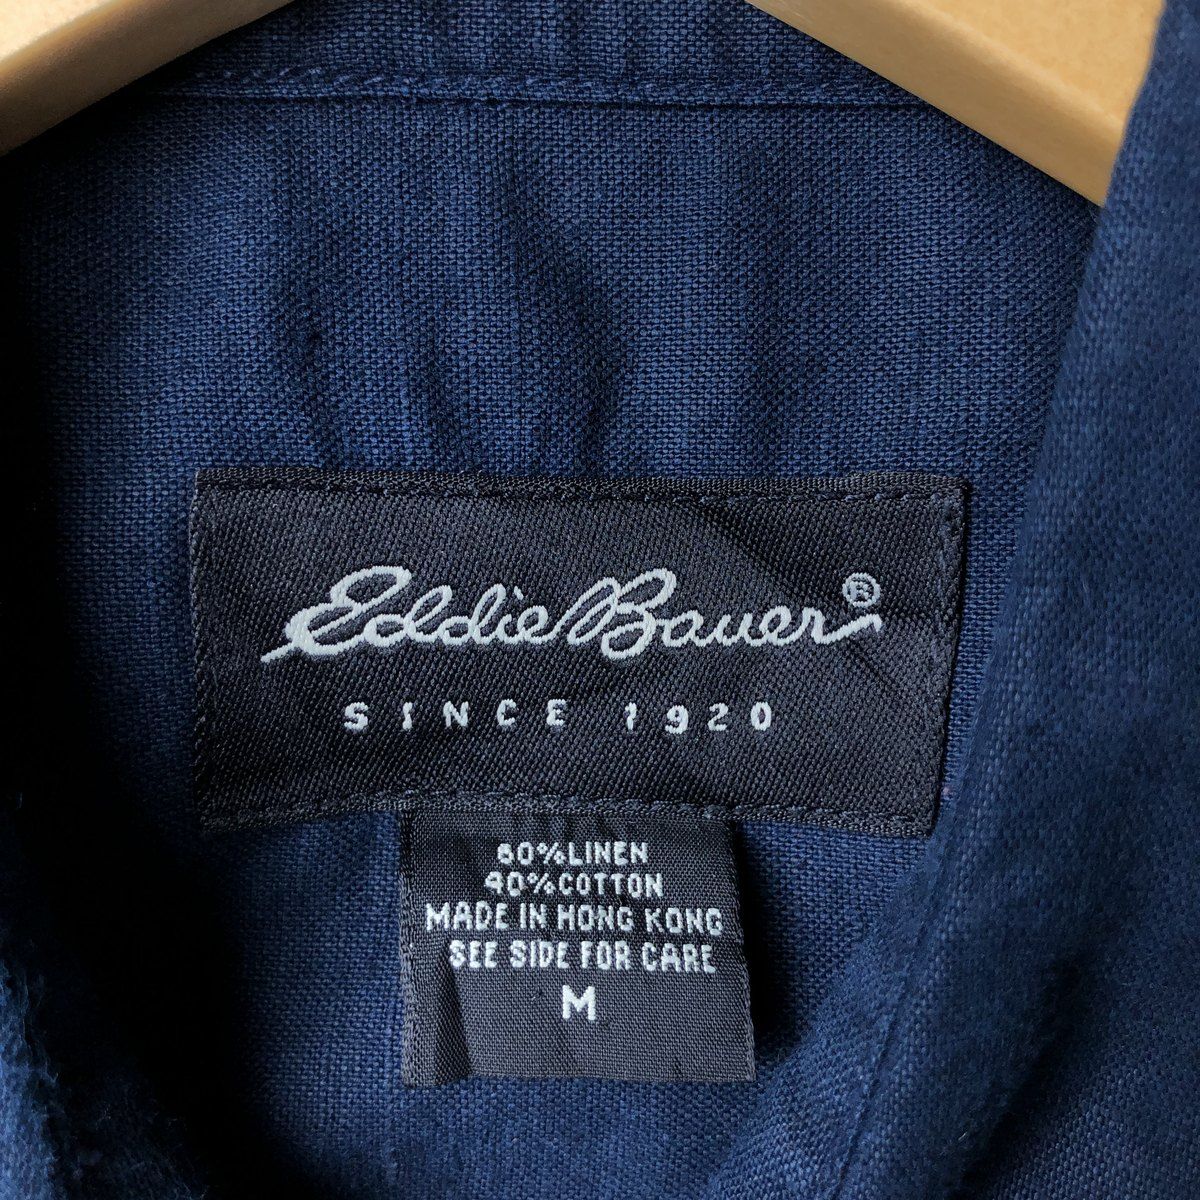 Eddie Bauer®
SINCE 1920
60%LINEN
40%COTTON
MADE IN HONG KONG
SEE SIDE FOR CARE
M